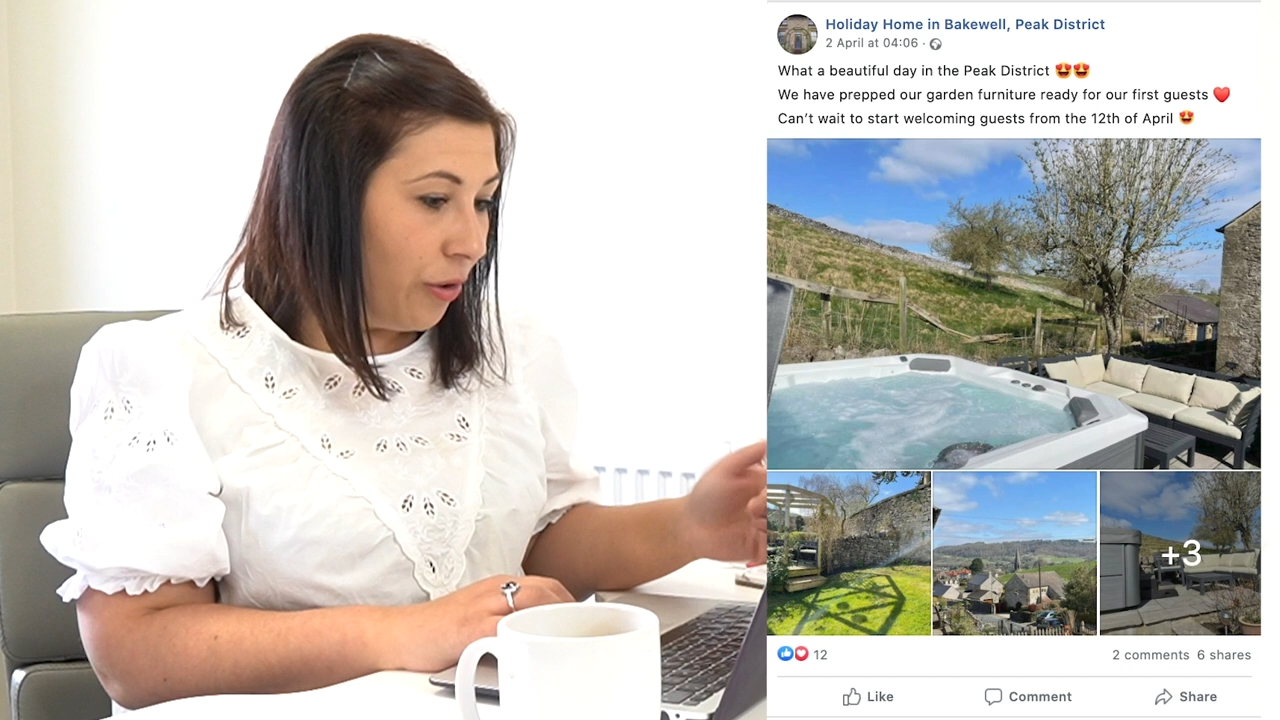 Holiday Home in Bakewell, Peak District
2 April at 04:06 ·
What a beautiful day in the Peak District 😍😍
We have prepped our garden furniture ready for our first guests ❤️
Can’t wait to start welcoming guests from the 12th of April 😍
+3
12
2 comments 6 shares
Like
Comment
Share